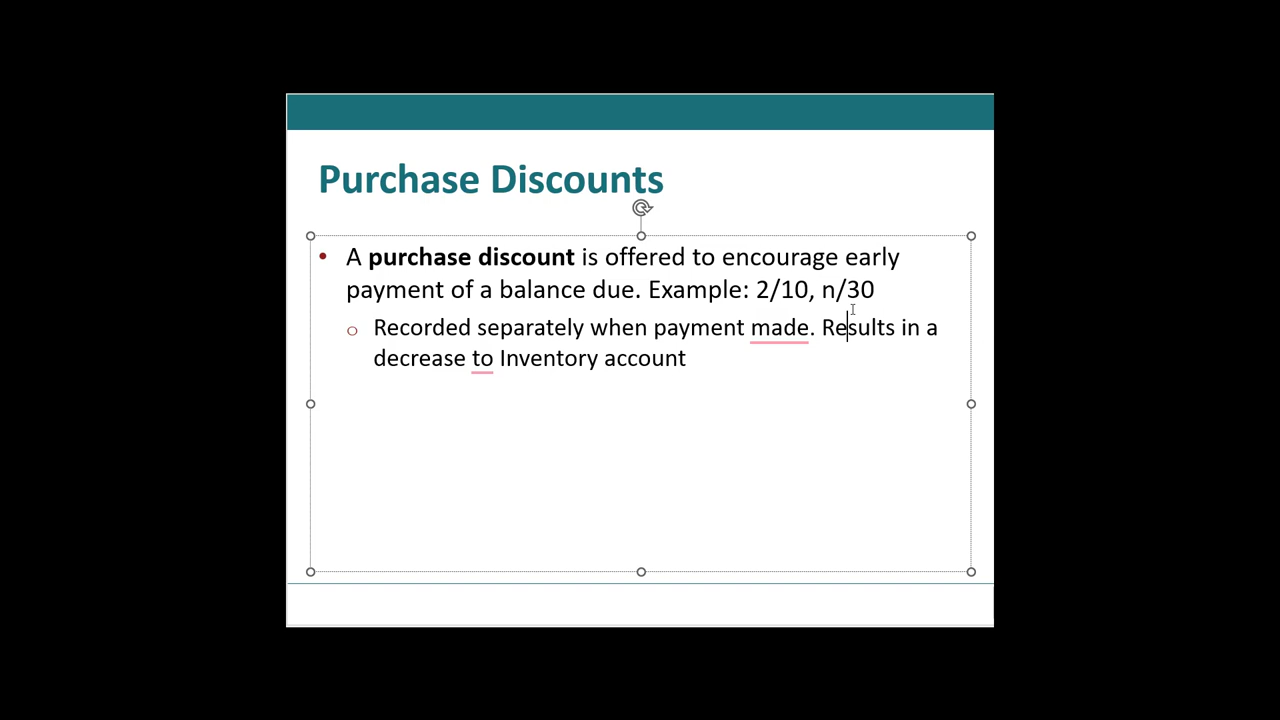 Purchase Discounts
• A purchase discount is offered to encourage early
payment of a balance due. Example: 2/10, n/30
o Recorded separately when payment made. Results in a
decrease to Inventory account